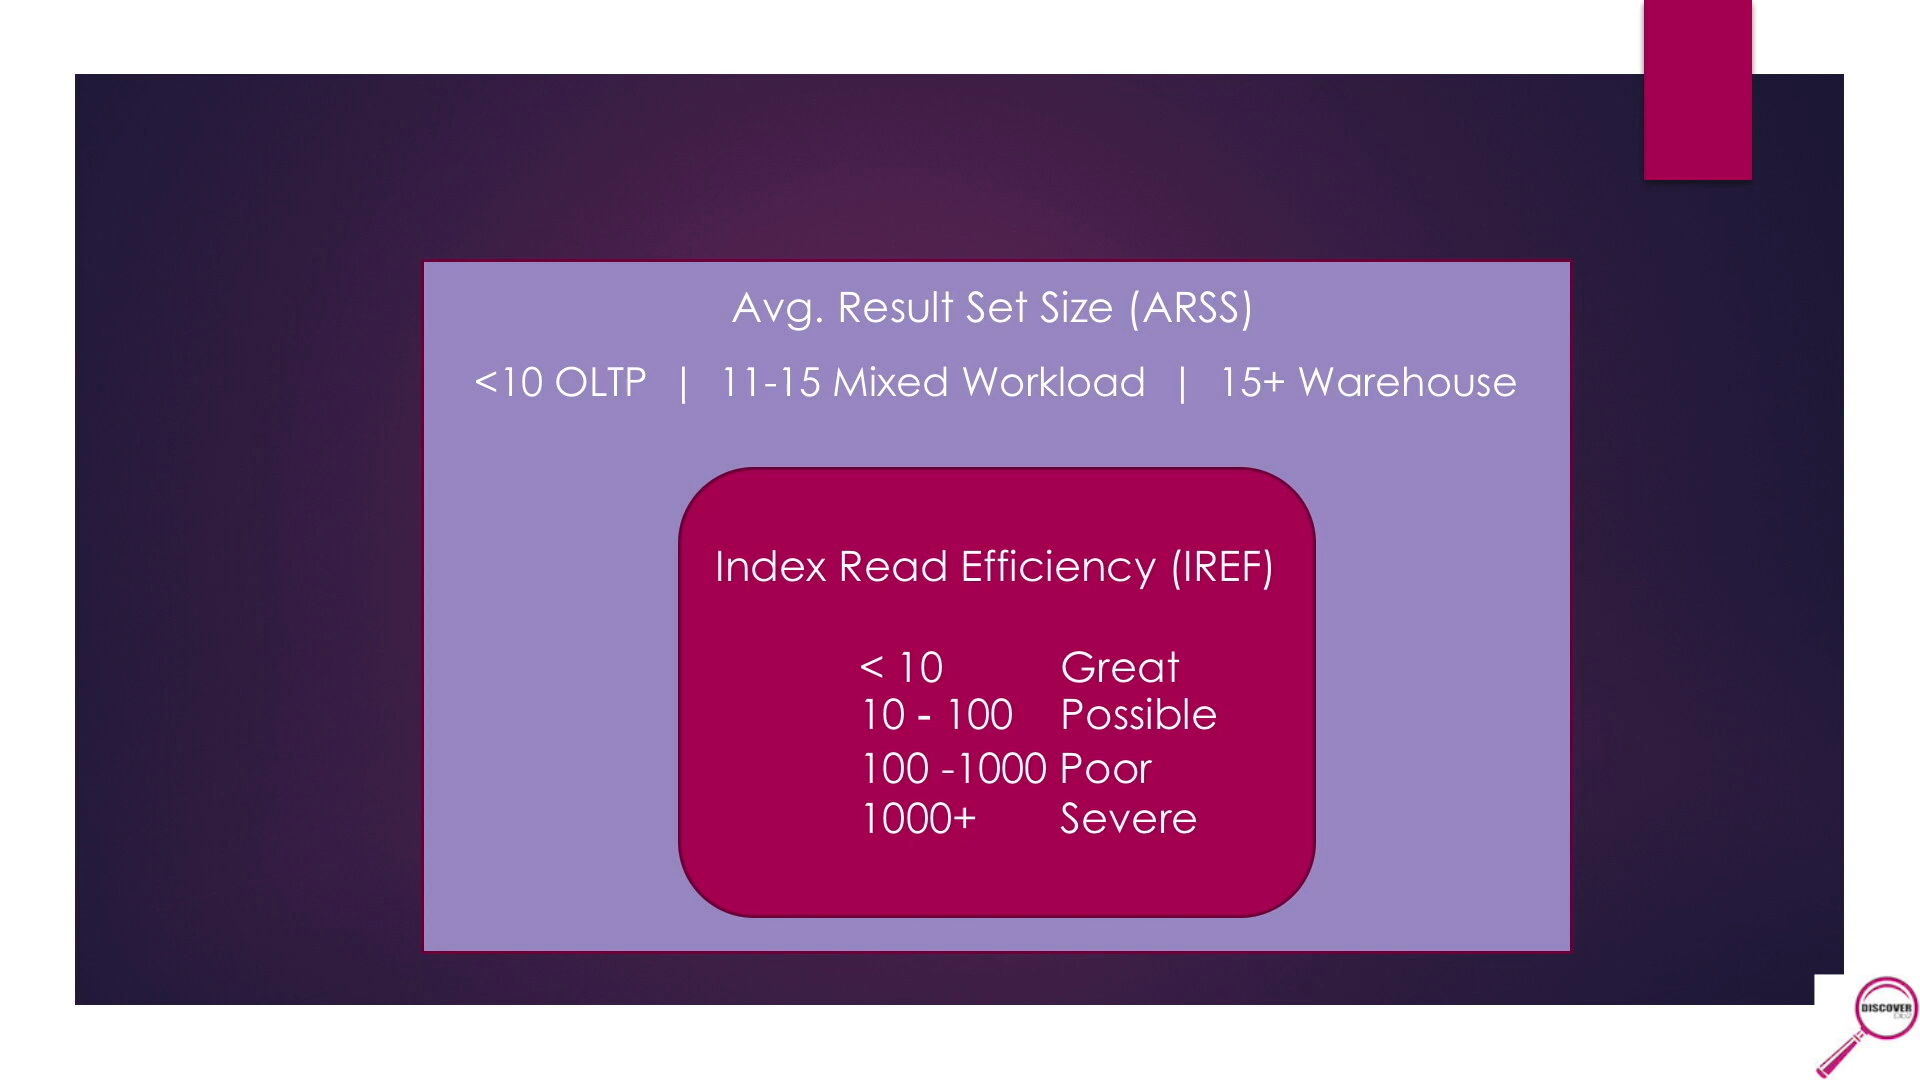 Avg. Result Set Size (ARSS)
<10 OLTP | 11-15 Mixed Workload | 15+ Warehouse
Index Read Efficiency (IREF)
< 10 Great
10 - 100 Possible
100 -1000 Poor
1000+ Severe
DISCOVER